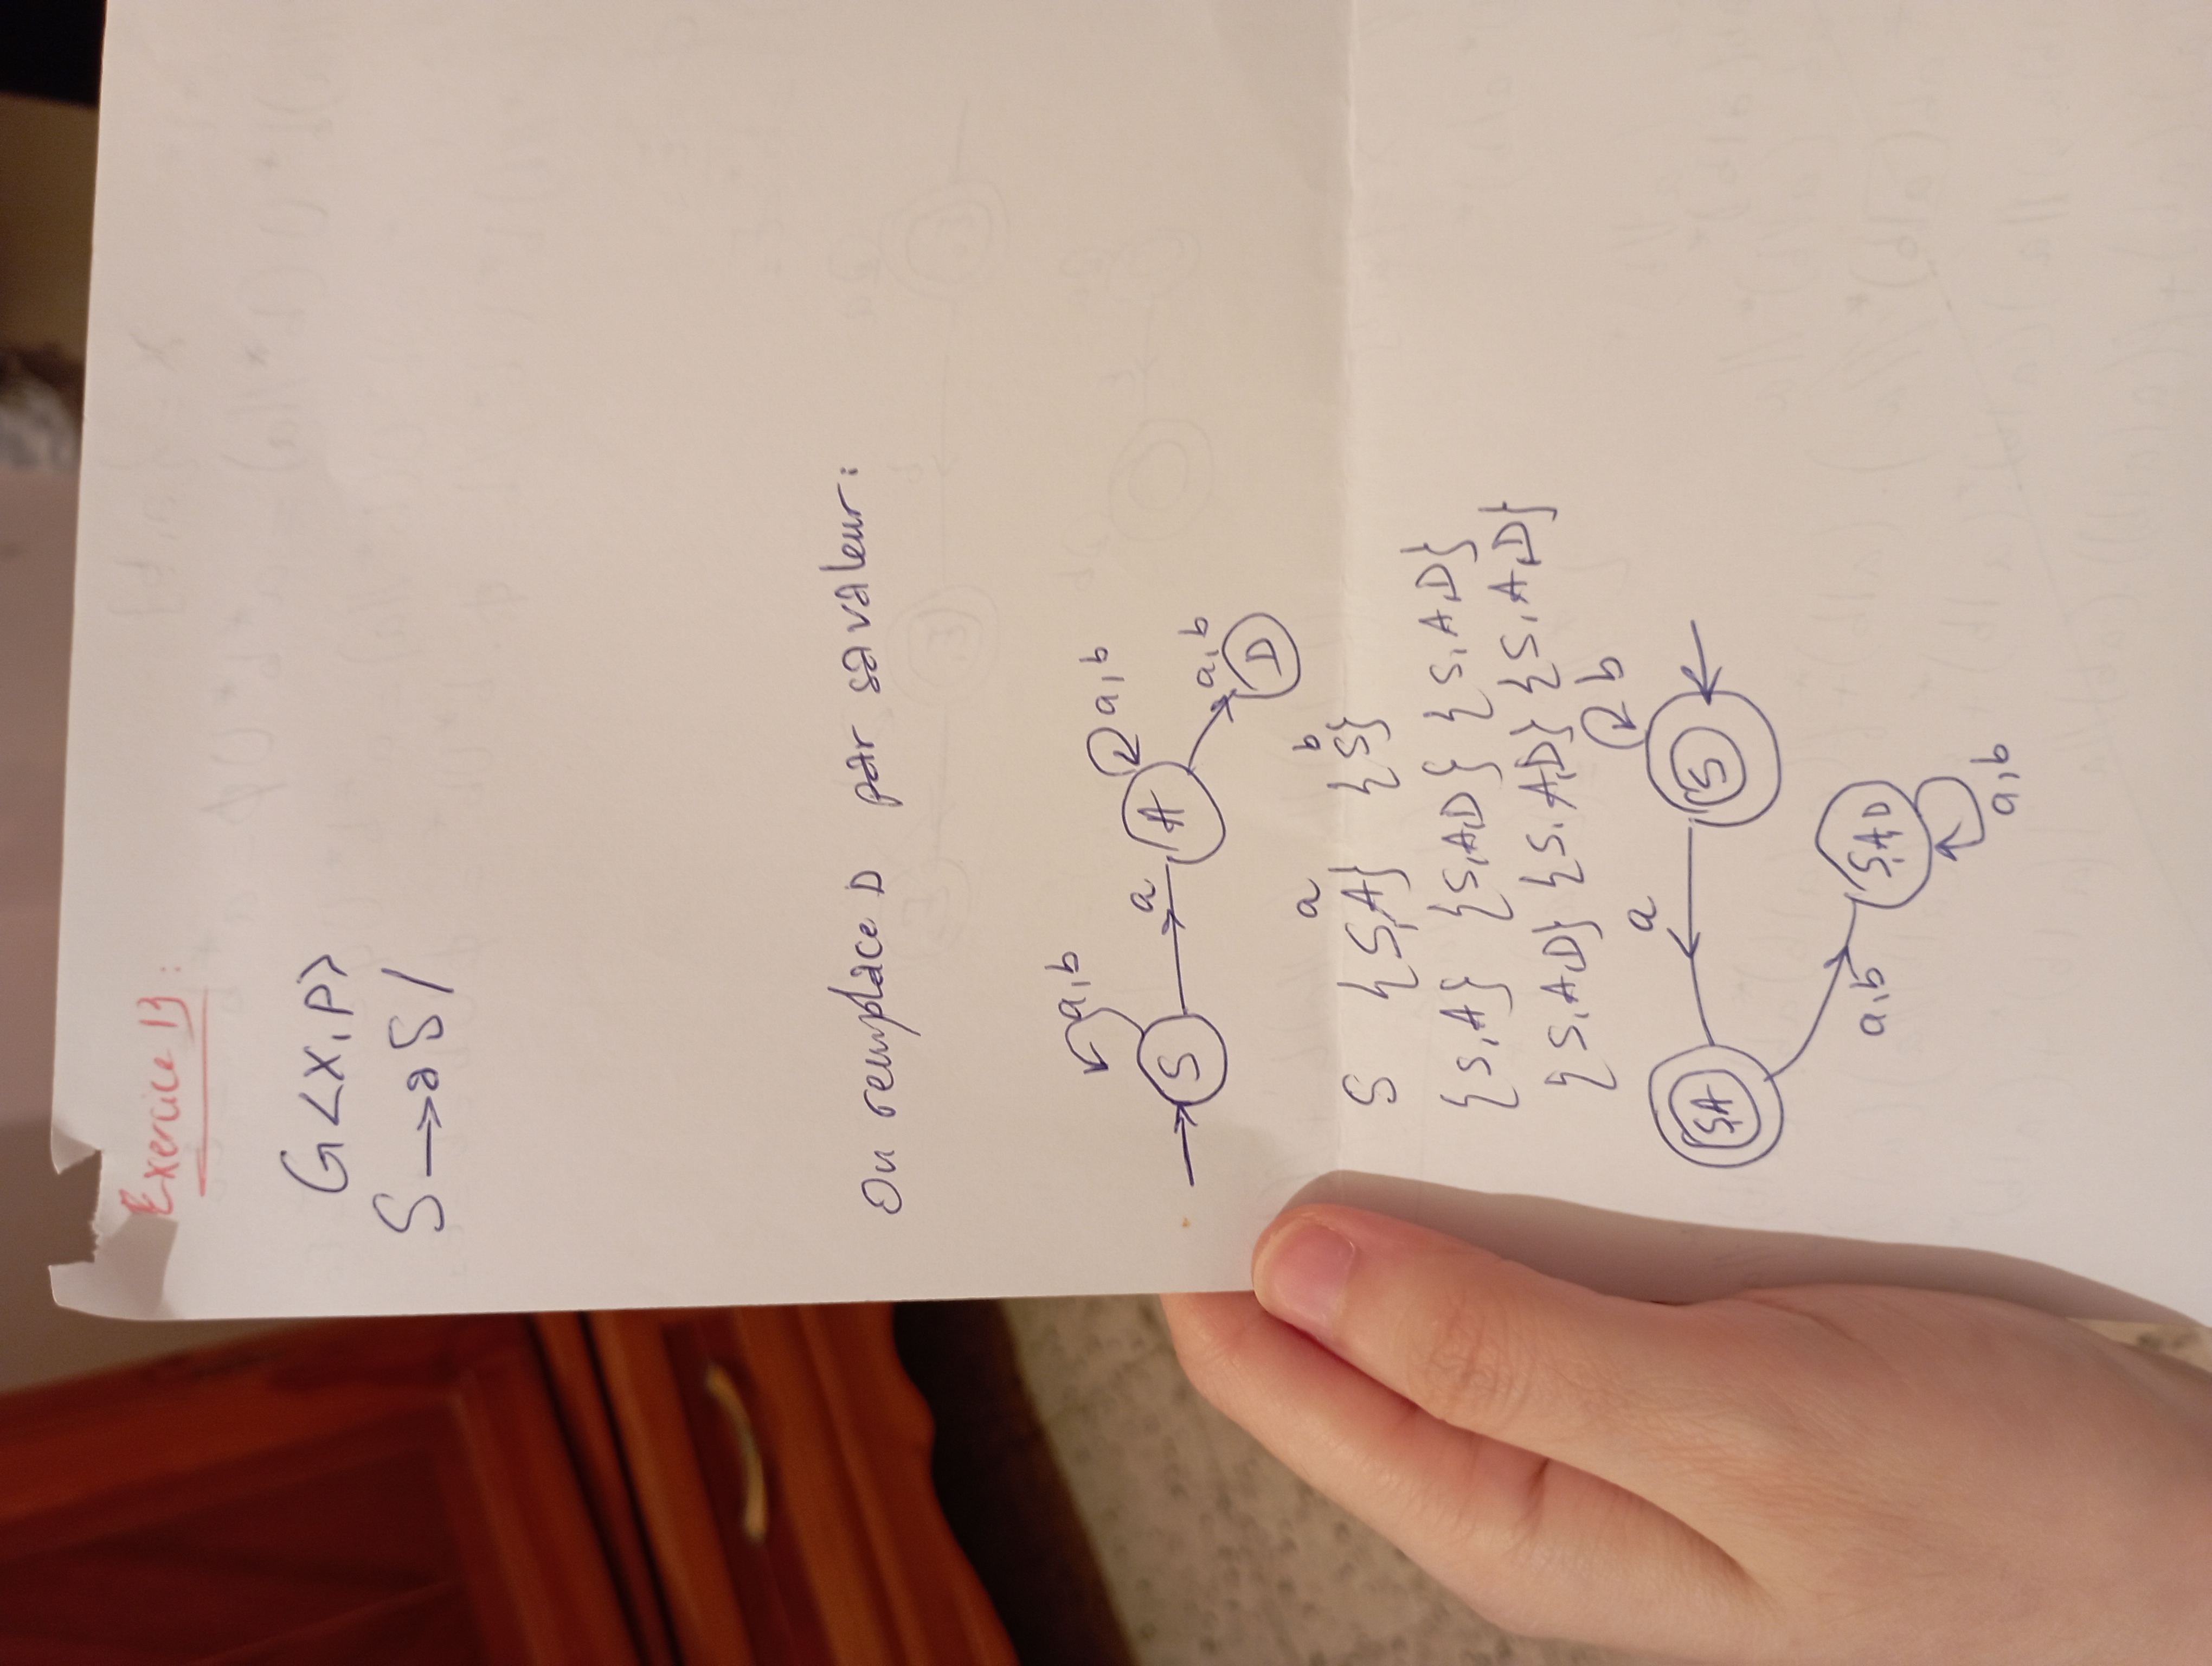 Exercice 13 :
G<X, P>
S → aS /
On remplace D par sa valeur :
a, b
a, b
S a A
a, b
D
a b
S {S,A} {S}
{S,A} {S,A,D} {S,A,D}
{S,A,D} {S,A,D} {S,A,D}
b
a
S,A S
a,b S,A,D
a,b